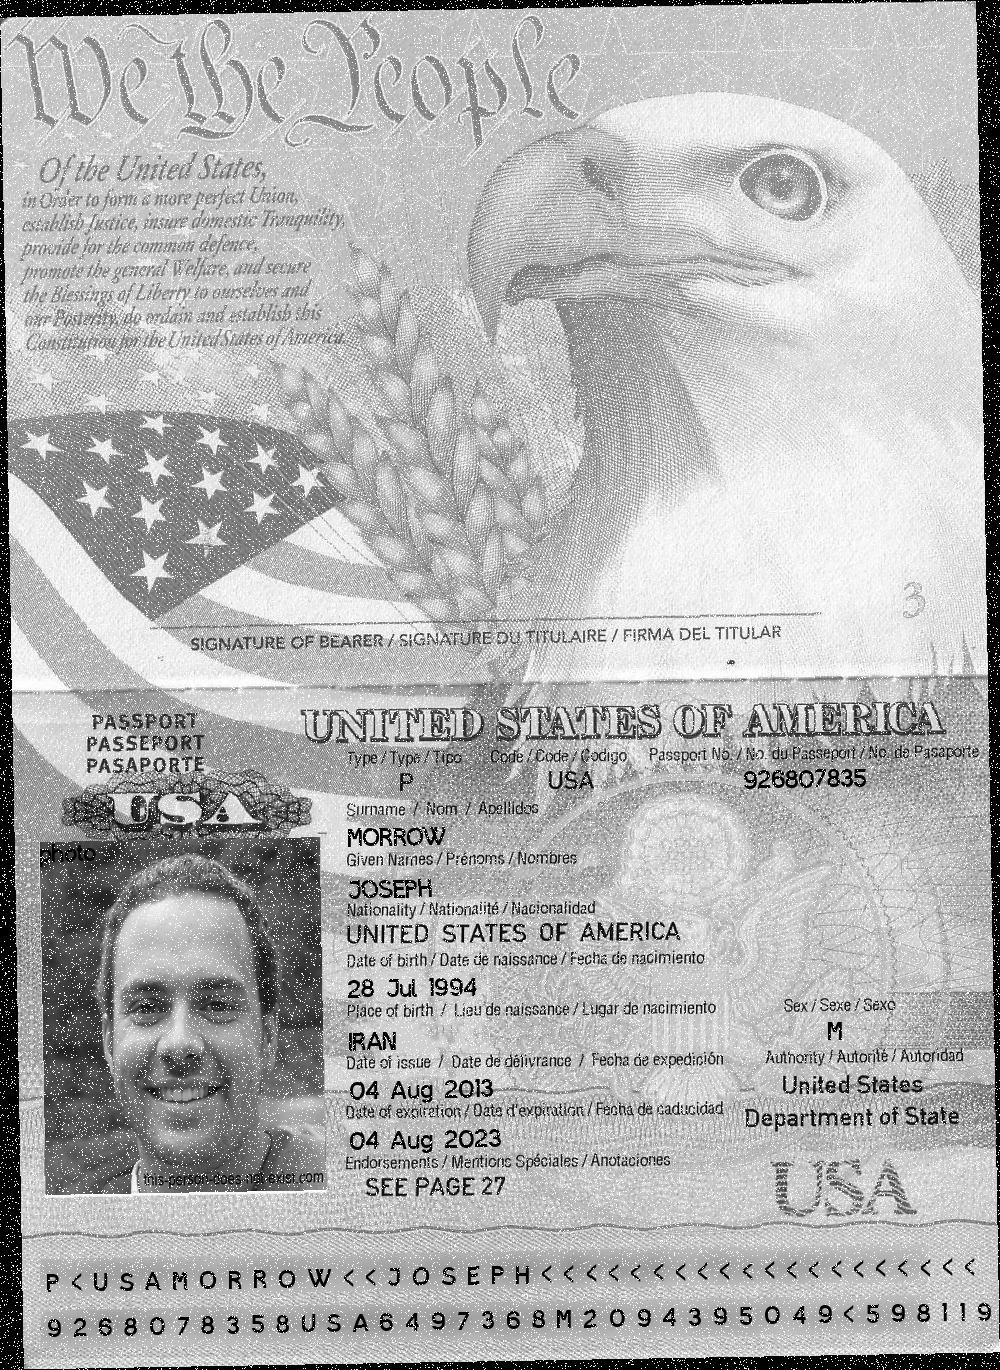 We the People
Of the United States,
in Order to form a more perfect Union,
establish Justice, insure domestic Tranquility,
provide for the common defence,
promote the general Welfare, and secure
the Blessings of Liberty to ourselves and
our Posterity, do ordain and establish this
Constitution for the United States of America.
3
SIGNATURE OF BEARER / SIGNATURE DU TITULAIRE / FIRMA DEL TITULAR
PASSPORT
PASSEPORT
PASAPORTE
USA
UNITED STATES OF AMERICA
Type / Type / Tipo Code / Code / Codigo Passport No. / No. du Passeport / No. de Pasaporte
P USA 926807835
Surname / Nom / Apellidos
MORROW
Given Names / Prénoms / Nombres
JOSEPH
Nationality / Nationalité / Nacionalidad
UNITED STATES OF AMERICA
Date of birth / Date de naissance / Fecha de nacimiento
28 Jul 1994
Place of birth / Lieu de naissance / Lugar de nacimiento Sex / Sexe / Sexo
IRAN M
Date of issue / Date de délivrance / Fecha de expedición Authority / Autorité / Autoridad
04 Aug 2013 United States
Date of expiration / Date d'expiration / Fecha de caducidad Department of State
04 Aug 2023
Endorsements / Mentions Spéciales / Anotaciones
SEE PAGE 27
USA
photo
this-person-does-not-exist.com
P<USAMORROW<<JOSEPH<<<<<<<<<<<<<<<<<<<<
9268078358USA6497368M2094395049<598119